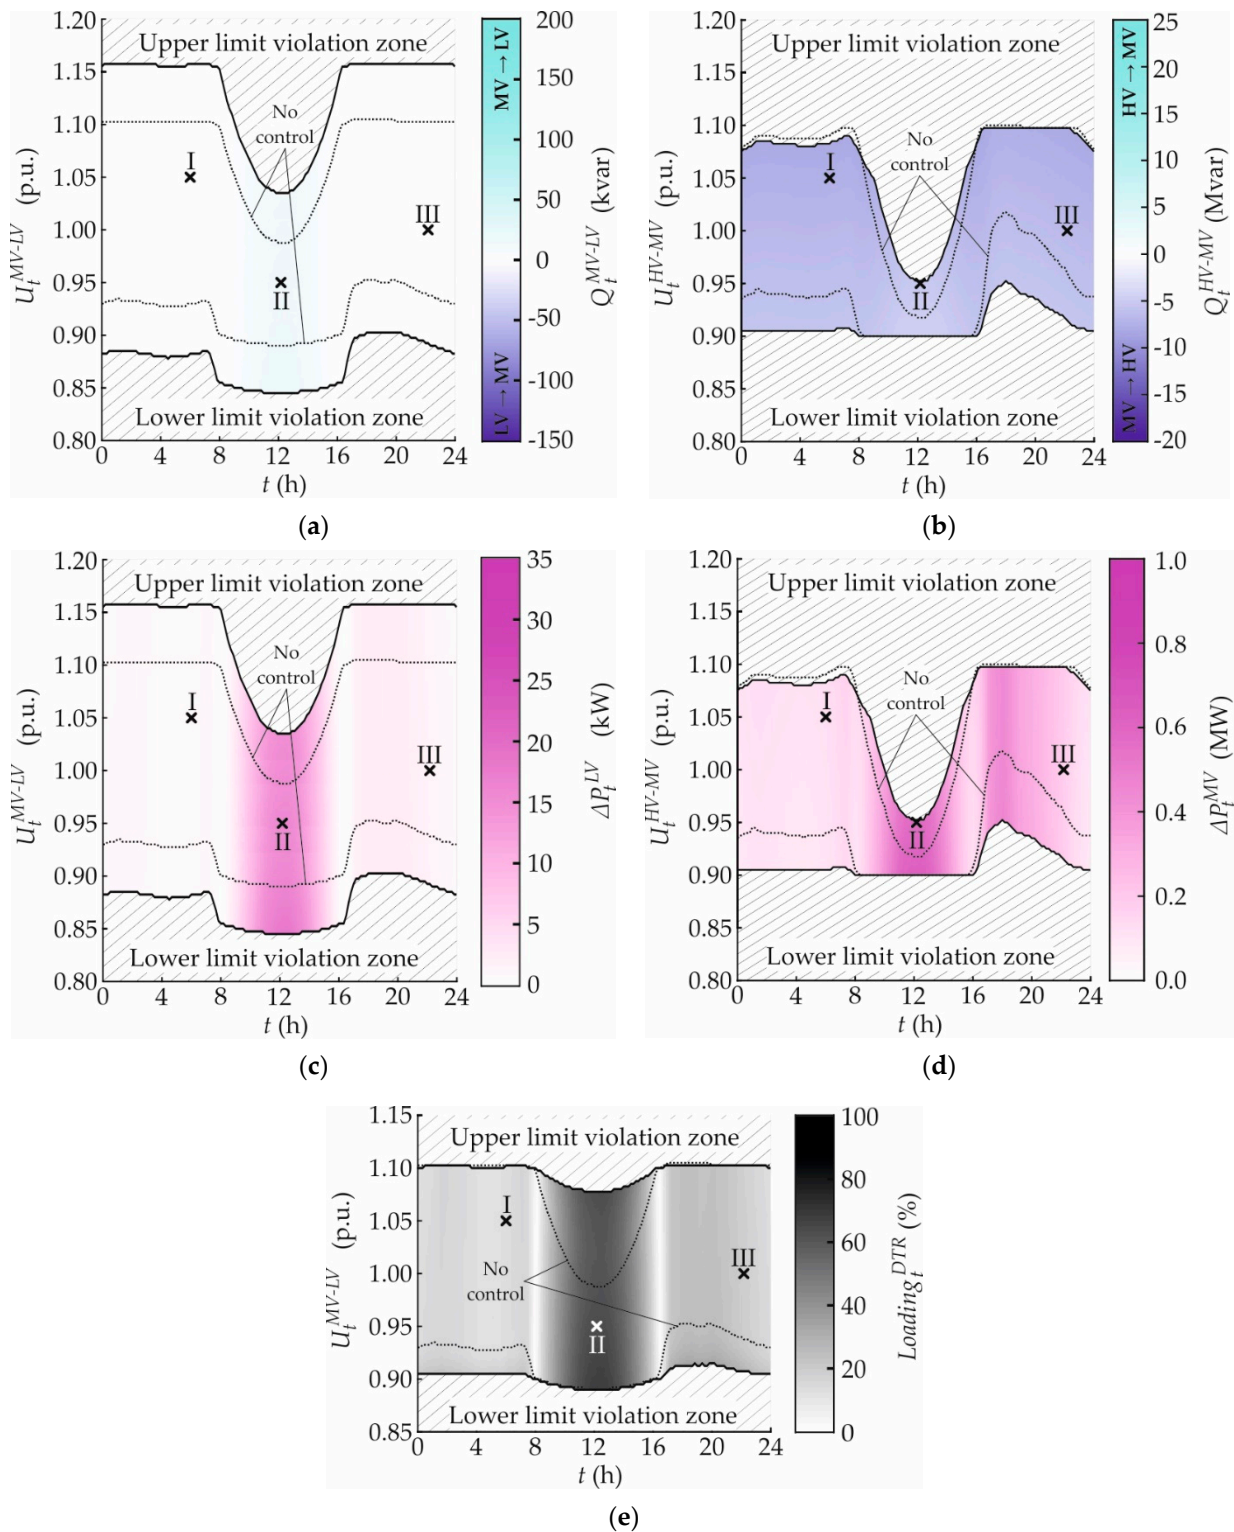 1.20
1.15
1.10
1.05
1.00
0.95
0.90
0.85
0.80
U_t^{MV-LV} (p.u.)
Upper limit violation zone
No
control
I
II
III
Lower limit violation zone
0 4 8 12 16 20 24
t (h)
MV → LV
LV → MV
200
150
100
50
0
-50
-100
-150
Q_t^{MV-LV} (kvar)
(a)
1.20
1.15
1.10
1.05
1.00
0.95
0.90
0.85
0.80
U_t^{HV-MV} (p.u.)
Upper limit violation zone
No
control
I
II
III
Lower limit violation zone
0 4 8 12 16 20 24
t (h)
HV → MV
MV → HV
25
20
15
10
5
0
-5
-10
-15
-20
Q_t^{HV-MV} (Mvar)
(b)
1.20
1.15
1.10
1.05
1.00
0.95
0.90
0.85
0.80
U_t^{MV-LV} (p.u.)
Upper limit violation zone
No
control
I
II
III
Lower limit violation zone
0 4 8 12 16 20 24
t (h)
35
30
25
20
15
10
5
0
ΔP_t^{LV} (kW)
(c)
1.20
1.15
1.10
1.05
1.00
0.95
0.90
0.85
0.80
U_t^{HV-MV} (p.u.)
Upper limit violation zone
No
control
I
II
III
Lower limit violation zone
0 4 8 12 16 20 24
t (h)
1.0
0.8
0.6
0.4
0.2
0.0
ΔP_t^{MV} (MW)
(d)
1.15
1.10
1.05
1.00
0.95
0.90
0.85
U_t^{MV-LV} (p.u.)
Upper limit violation zone
I
No
control
II
III
Lower limit violation zone
0 4 8 12 16 20 24
t (h)
100
80
60
40
20
0
Loading_t^{DTR} (%)
(e)